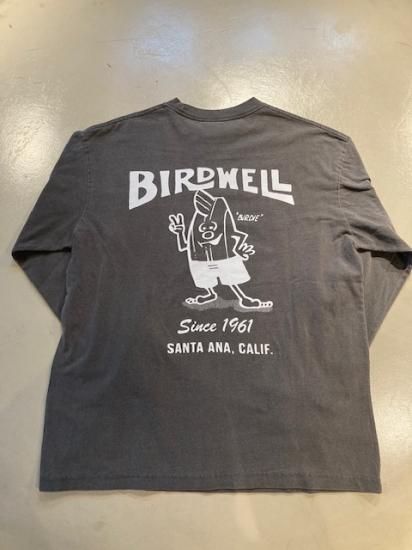 BIRDWELL
"BIRDIE"
Since 1961
SANTA ANA, CALIF.